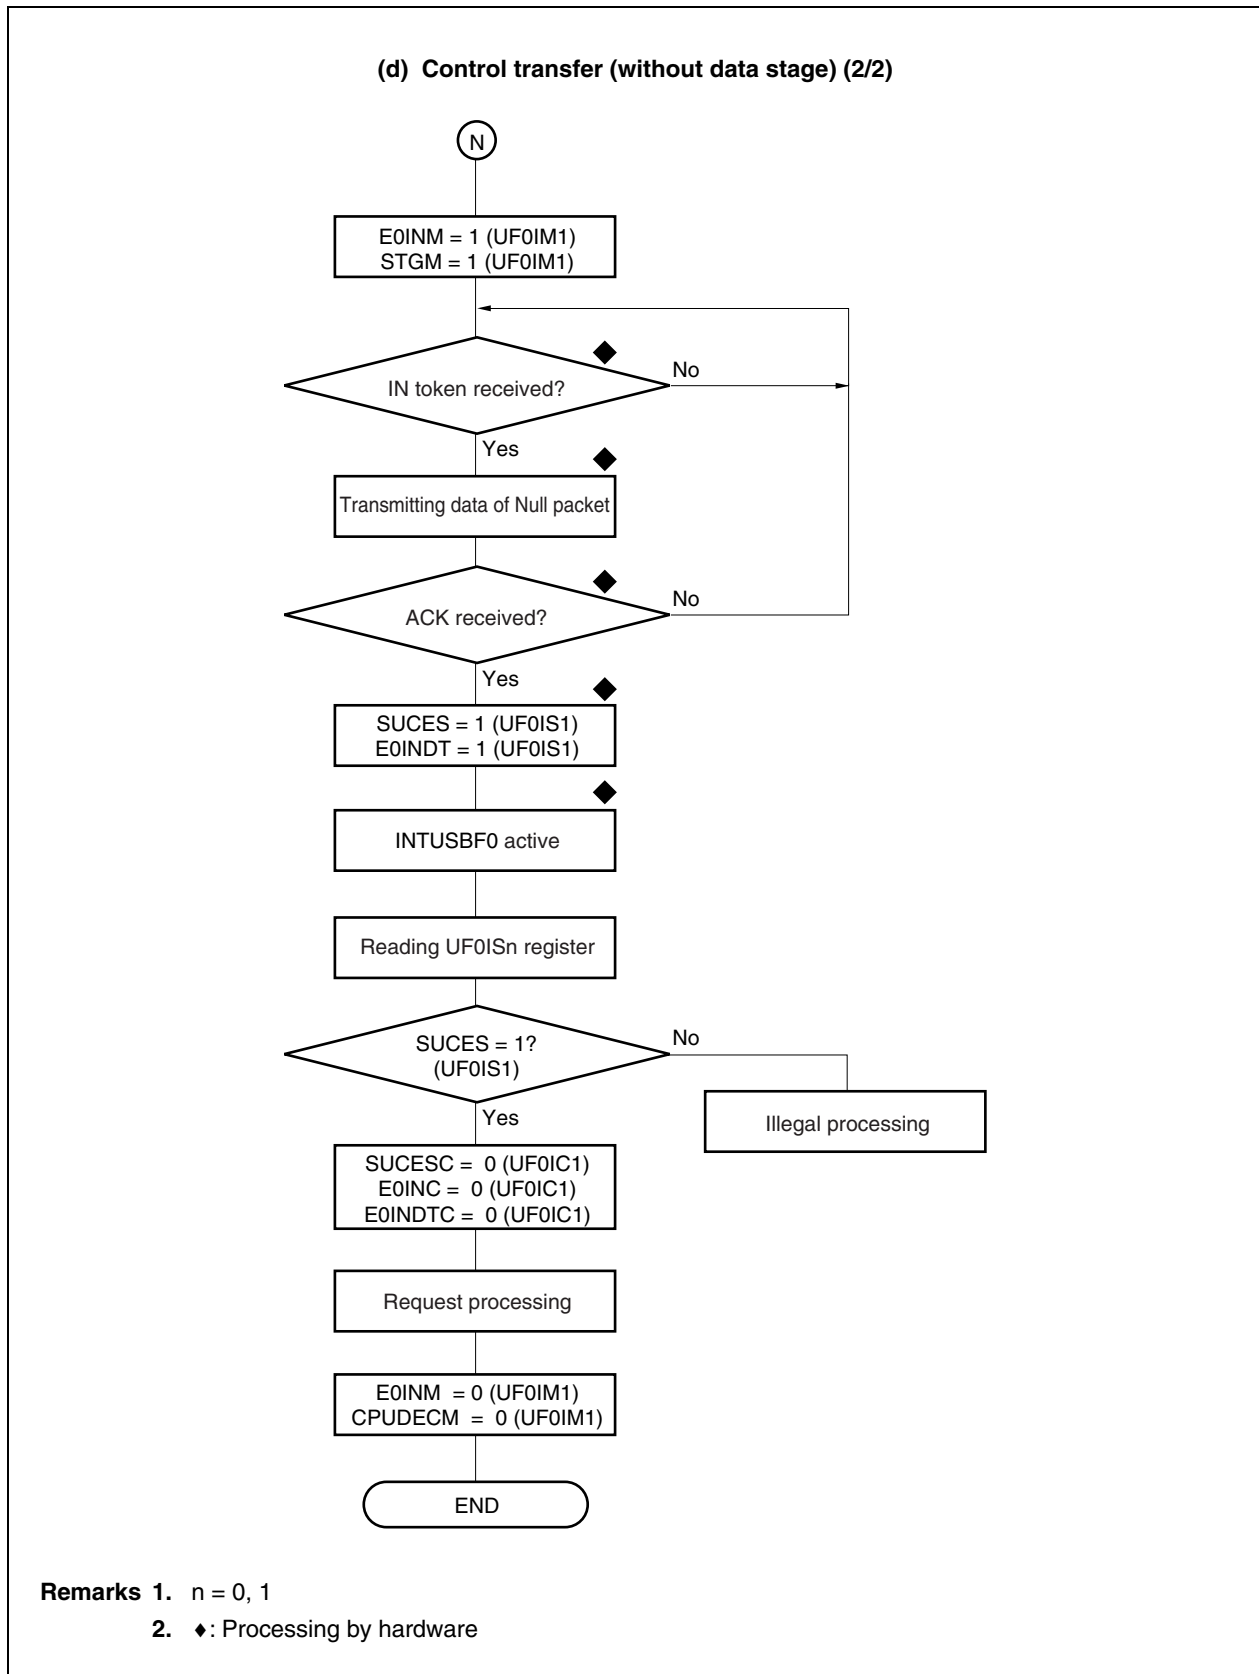 (d) Control transfer (without data stage) (2/2)
N
E0INM = 1 (UF0IM1)
STGM = 1 (UF0IM1)
IN token received?
No
Yes
Transmitting data of Null packet
ACK received?
No
Yes
SUCES = 1 (UF0IS1)
E0INDT = 1 (UF0IS1)
INTUSBF0 active
Reading UF0ISn register
SUCES = 1?
(UF0IS1)
No
Yes
Illegal processing
SUCESC = 0 (UF0IC1)
E0INC = 0 (UF0IC1)
E0INDTC = 0 (UF0IC1)
Request processing
E0INM = 0 (UF0IM1)
CPUDECM = 0 (UF0IM1)
END
Remarks 1. n = 0, 1
2. ♦: Processing by hardware